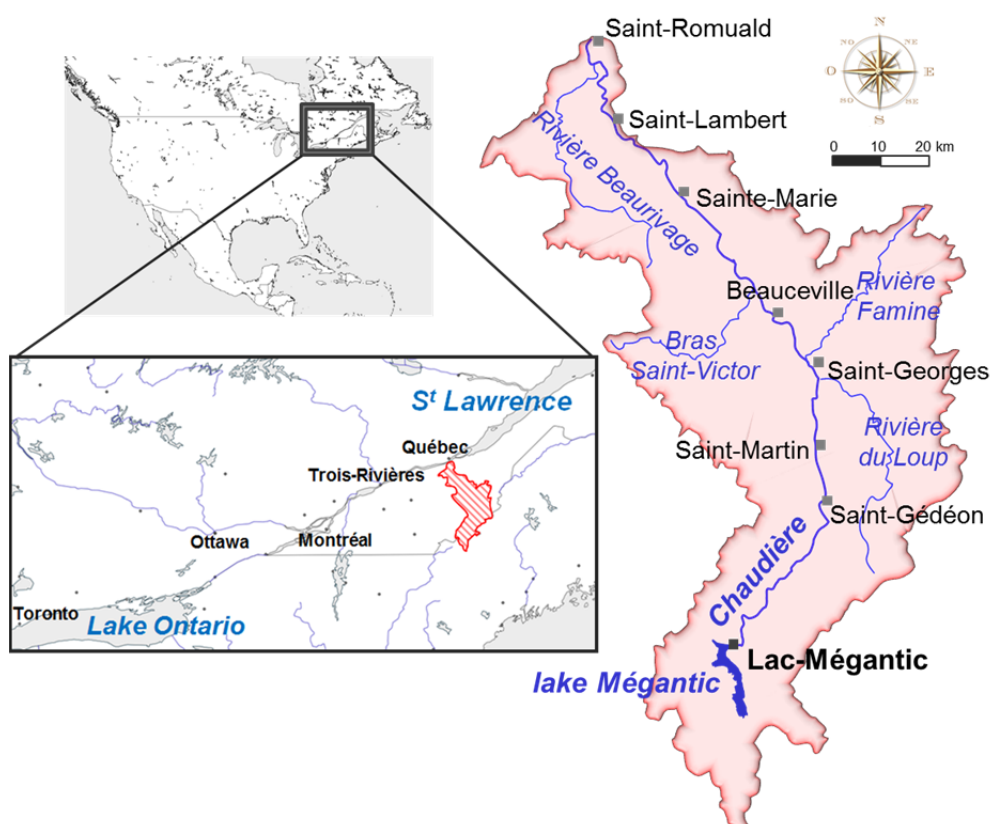 Saint-Romuald
N
NO
NE
O
E
SO
SE
S
0 10 20 km
Saint-Lambert
Rivière Beaurivage
Sainte-Marie
Beauceville
Rivière
Famine
Bras
Saint-Victor
Saint-Georges
Rivière
du Loup
Saint-Martin
Saint-Gédéon
Chaudière
Lac-Mégantic
lake Mégantic
St Lawrence
Québec
Trois-Rivières
Ottawa
Montréal
Toronto
Lake Ontario